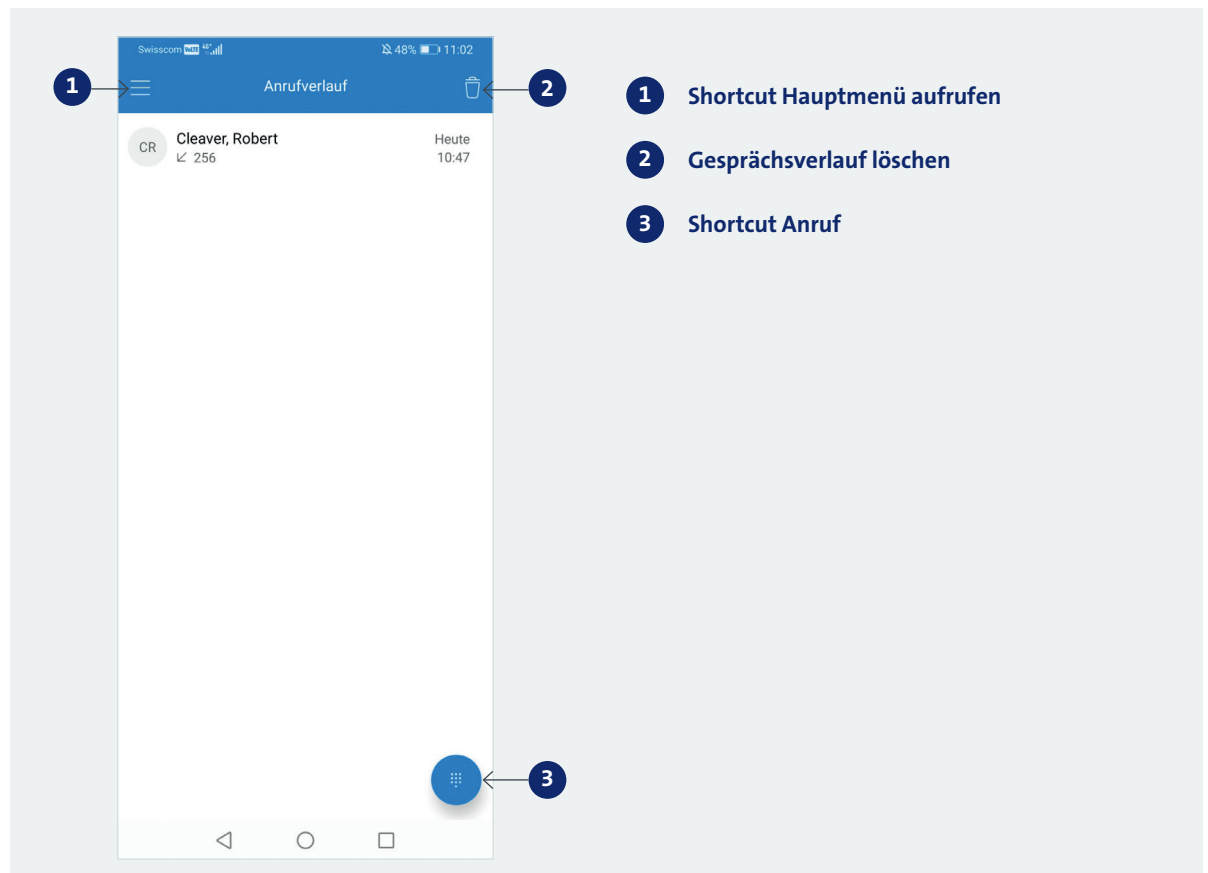 Swisscom VoLTE 48% 11:02
1 Anrufverlauf 2
CR Cleaver, Robert Heute
256 10:47
3
1 Shortcut Hauptmenü aufrufen
2 Gesprächsverlauf löschen
3 Shortcut Anruf